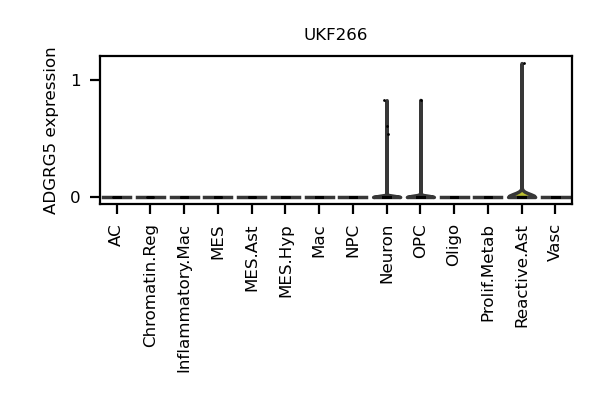 UKF266
ADGRG5 expression
1
0
AC
Chromatin.Reg
Inflammatory.Mac
MES
MES.Ast
MES.Hyp
Mac
NPC
Neuron
OPC
Oligo
Prolif.Metab
Reactive.Ast
Vasc